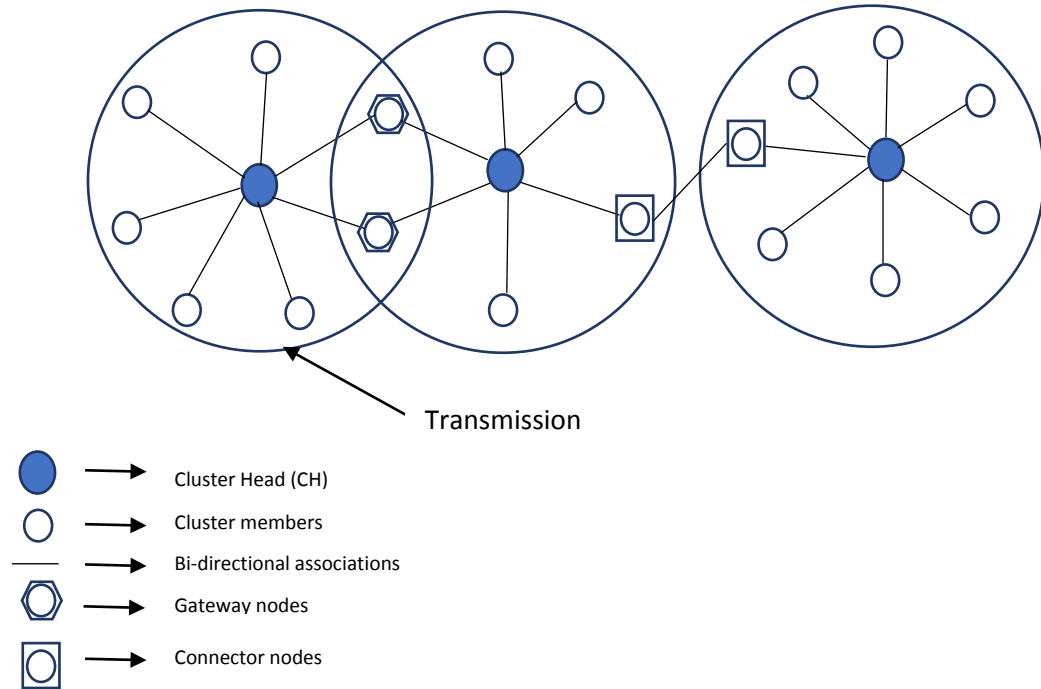 Transmission
Cluster Head (CH)
Cluster members
Bi-directional associations
Gateway nodes
Connector nodes